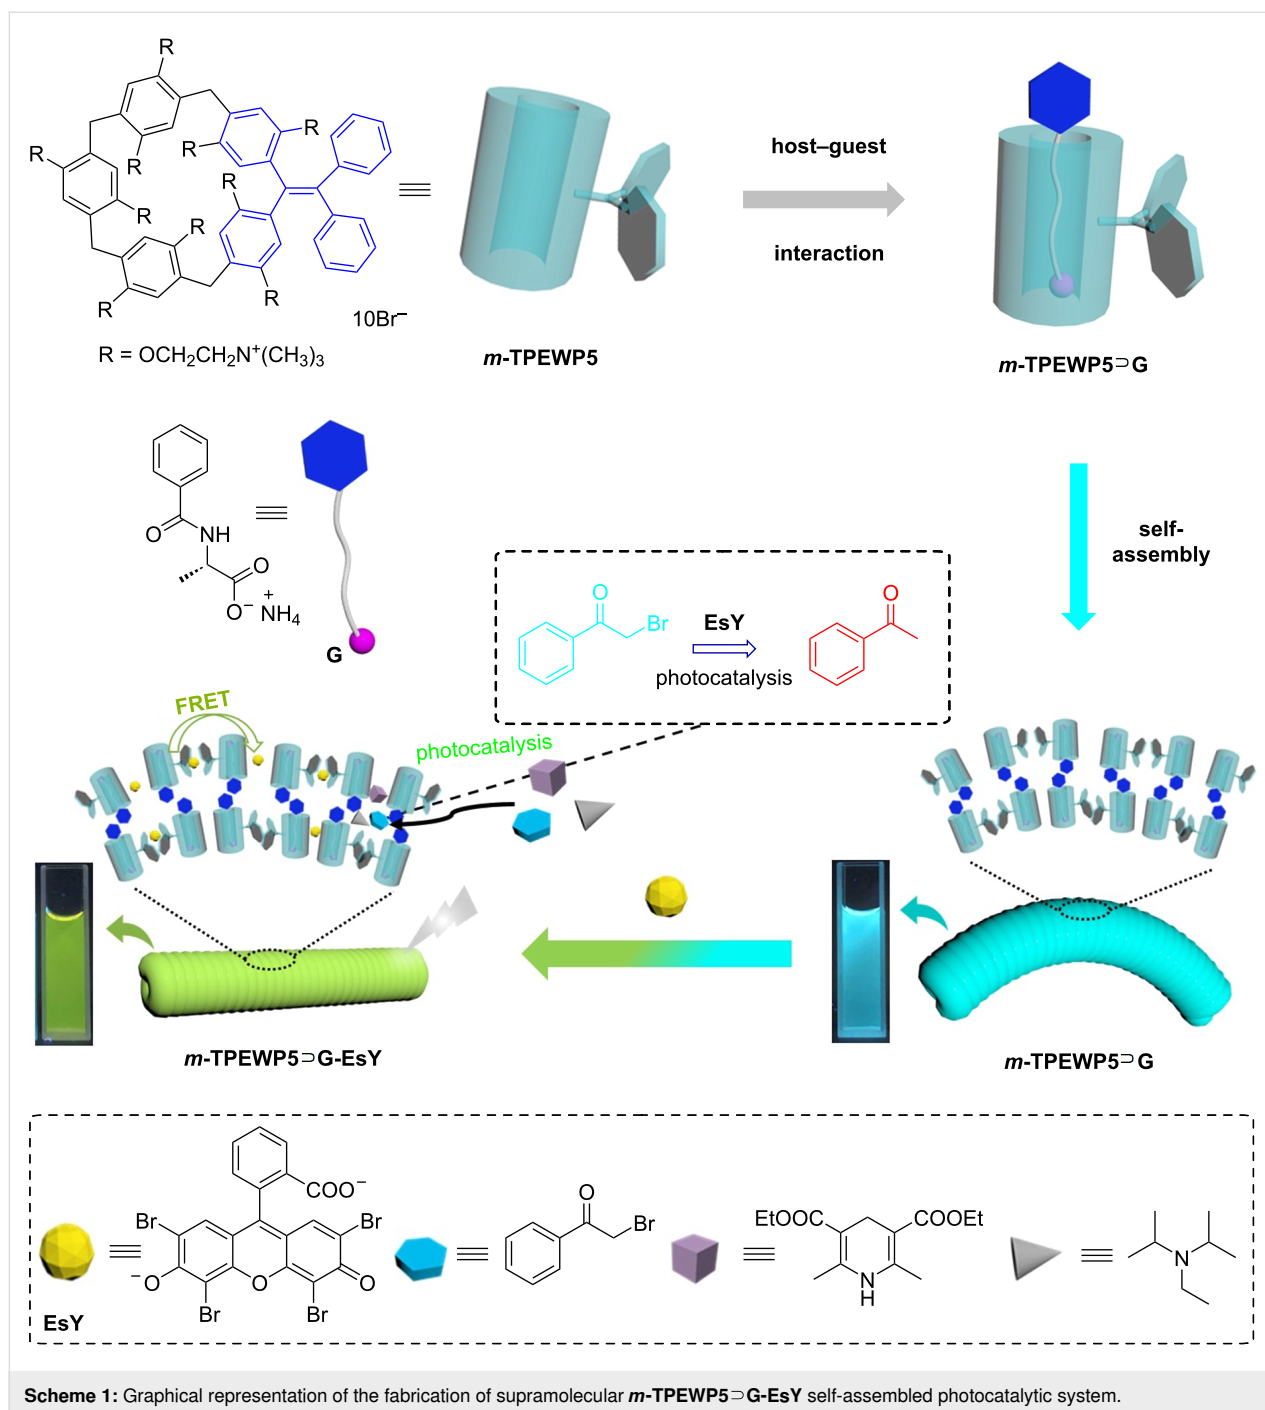 R
R
R
R
R
R
R
R
R
R
10Br⁻
R = OCH₂CH₂N⁺(CH₃)₃
m-TPEWP5
host–guest
interaction
m-TPEWP5⊃G
O
NH
O
O⁻
+
NH₄
G
self-
assembly
O
Br
EsY
photocatalysis
O
FRET
photocatalysis
m-TPEWP5⊃G-EsY
m-TPEWP5⊃G
COO⁻
Br
Br
⁻O
O
O
Br
Br
EsY
O
Br
EtOOC
COOEt
N
H
N
Scheme 1: Graphical representation of the fabrication of supramolecular m-TPEWP5⊃G-EsY self-assembled photocatalytic system.